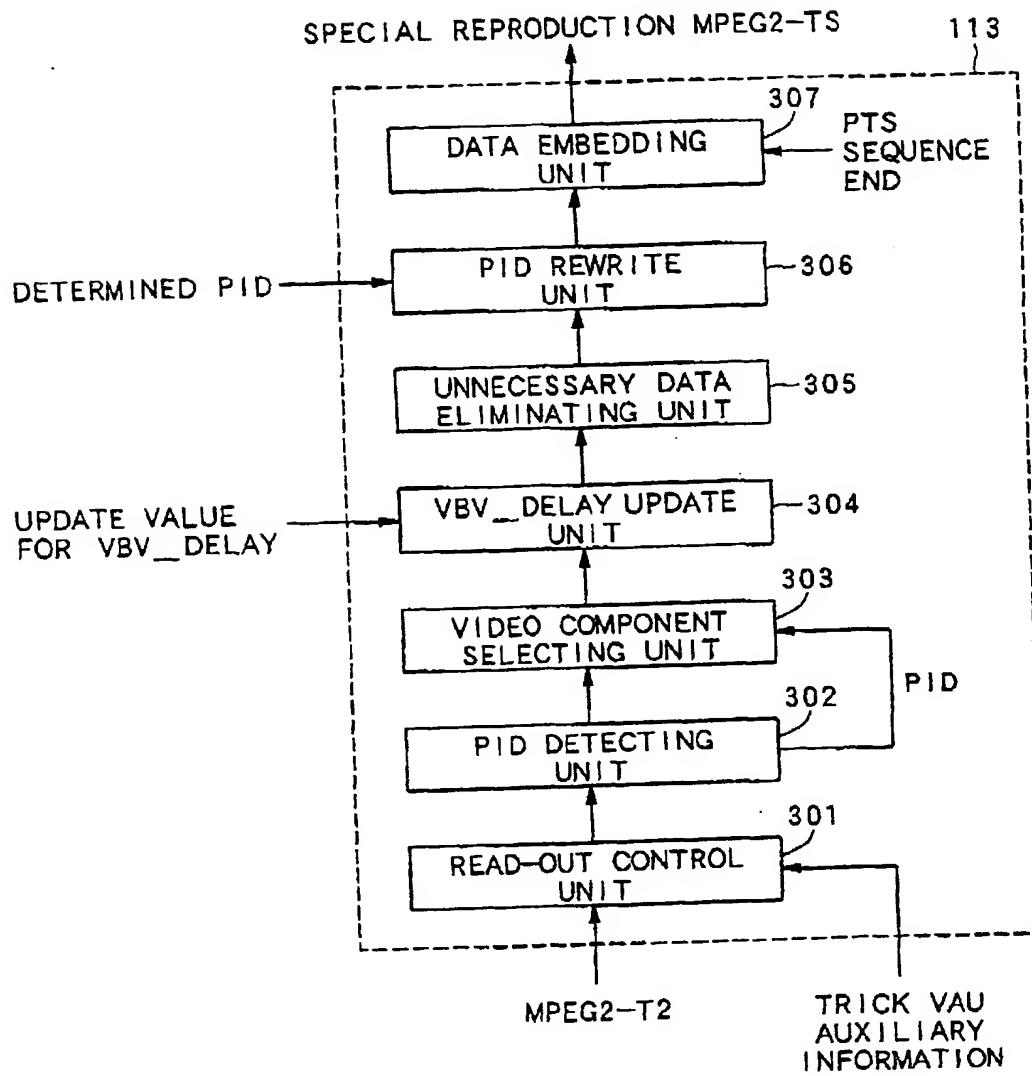 SPECIAL REPRODUCTION MPEG2-TS
113
307
DATA EMBEDDING
UNIT
PTS
SEQUENCE
END
DETERMINED PID
PID REWRITE
UNIT
306
UNNECESSARY DATA
ELIMINATING UNIT
305
UPDATE VALUE
FOR VBV__DELAY
VBV__DELAY UPDATE
UNIT
304
303
VIDEO COMPONENT
SELECTING UNIT
PID
302
PID DETECTING
UNIT
301
READ-OUT CONTROL
UNIT
MPEG2-T2
TRICK VAU
AUXILIARY
INFORMATION